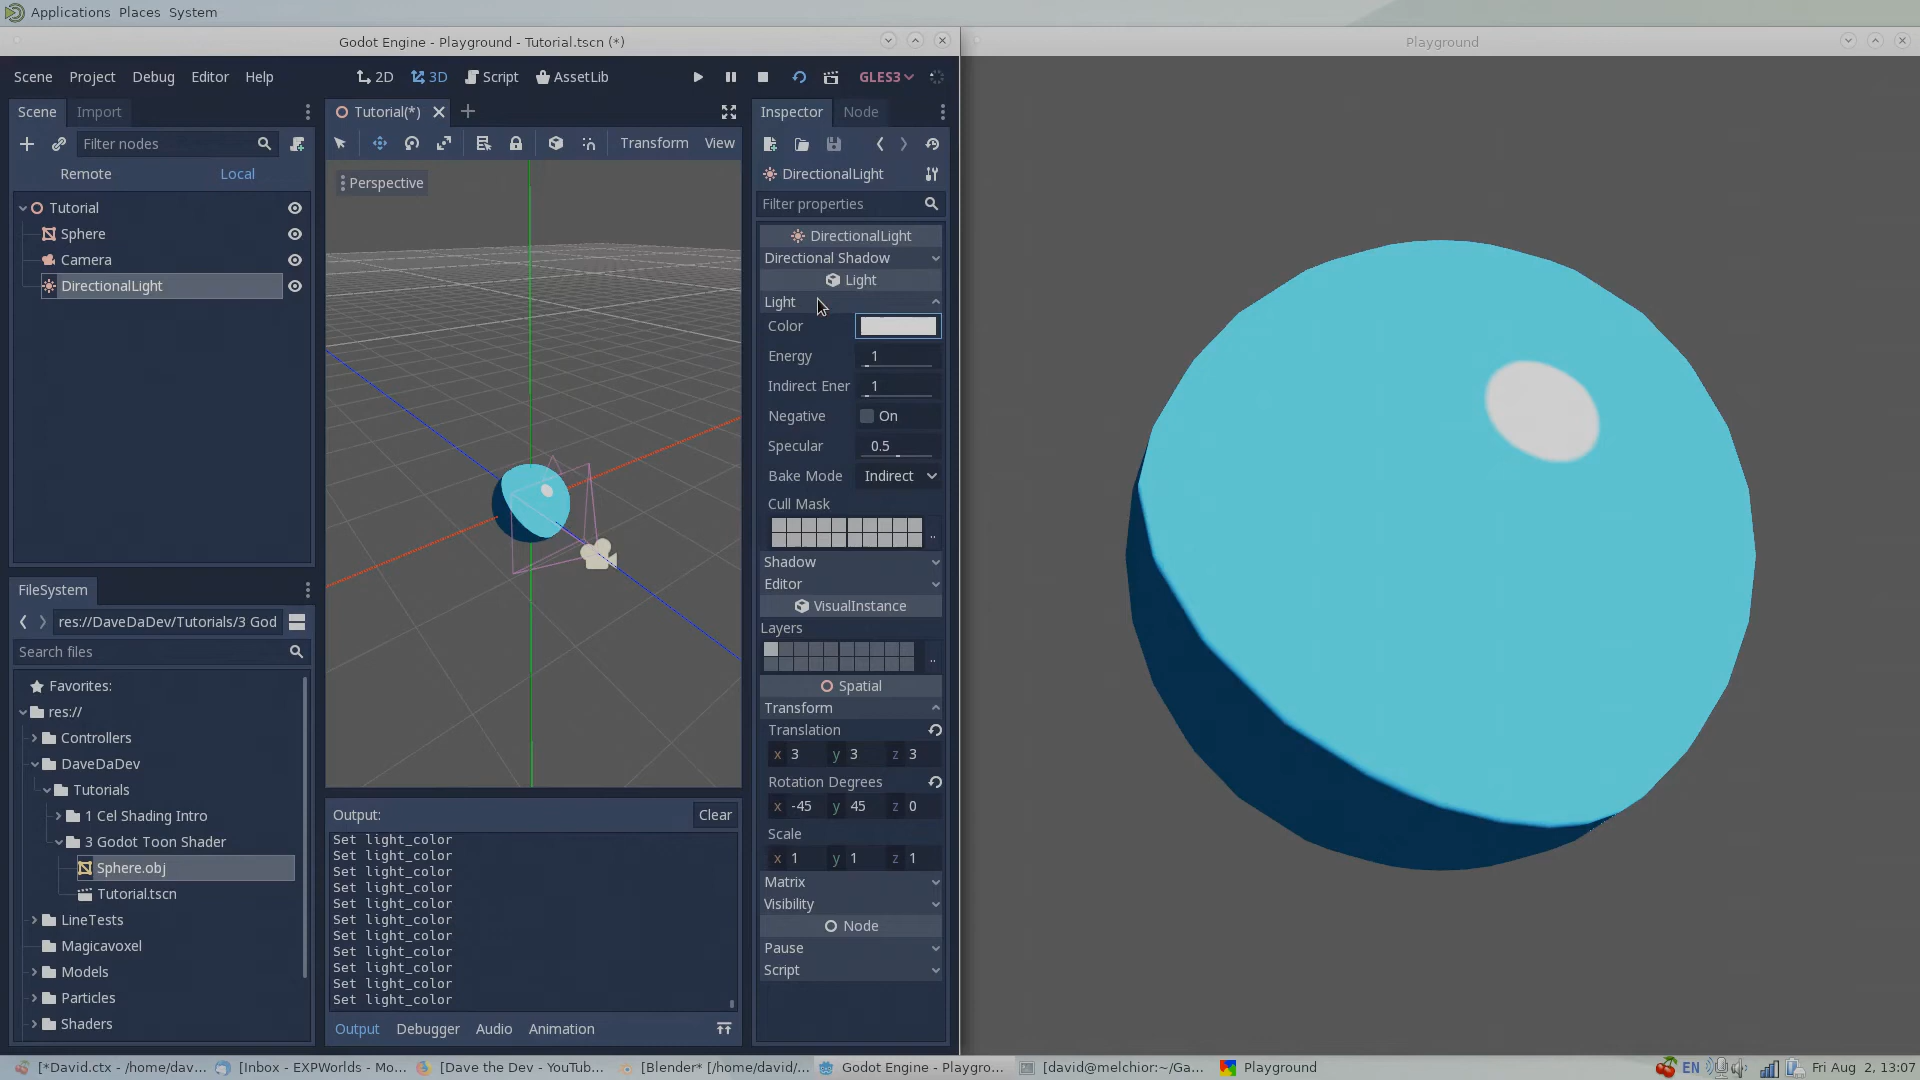 Applications Places System
Godot Engine - Playground - Tutorial.tscn (*)
Playground
Scene Project Debug Editor Help
2D 3D Script AssetLib
GLES3
Scene Import
Tutorial(*)
Inspector Node
Filter nodes
Transform View
Remote Local
Perspective
DirectionalLight
Filter properties
Tutorial
Sphere
Camera
DirectionalLight
DirectionalLight
Directional Shadow
Light
Light
Color
Energy 1
Indirect Ener 1
Negative On
Specular 0.5
Bake Mode Indirect
Cull Mask
..
Shadow
Editor
VisualInstance
Layers
..
Spatial
Transform
Translation
x 3 y 3 z 3
Rotation Degrees
x -45 y 45 z 0
Scale
x 1 y 1 z 1
Matrix
Visibility
Node
Pause
Script
FileSystem
res://DaveDaDev/Tutorials/3 God
Search files
Favorites:
res://
Controllers
DaveDaDev
Tutorials
1 Cel Shading Intro
3 Godot Toon Shader
Sphere.obj
Tutorial.tscn
LineTests
Magicavoxel
Models
Particles
Shaders
Output: Clear
Set light_color
Set light_color
Set light_color
Set light_color
Set light_color
Set light_color
Set light_color
Set light_color
Set light_color
Set light_color
Set light_color
Output Debugger Audio Animation
[*David.ctx - /home/dav...
[Inbox - EXPWorlds - Mo...
[Dave the Dev - YouTub...
[Blender* [/home/david/...
Godot Engine - Playgro...
[david@melchior:~/Ga...
Playground
EN
Fri Aug 2, 13:07